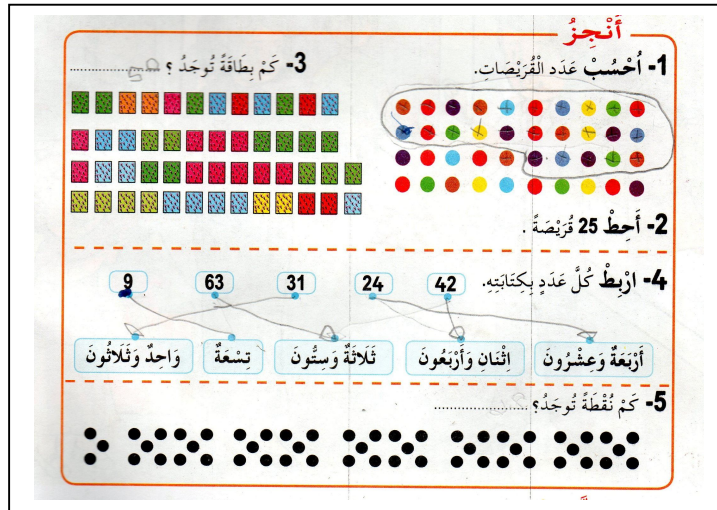 أُنْجِزُ
1- اُحْسُبْ عَدَد الْقُرَيْصَاتِ.
2- أَحِطْ 25 قُرَيْصَةً .
3- كَمْ بِطَاقَةً تُوجَدُ ؟ ..................
4- ارْبِطْ كُلَّ عَدَدٍ بِكِتَابَتِهِ.
42 24 31 63 9
أَرْبَعَةٌ وَعِشْرُونَ اِثْنَانِ وَأَرْبَعُونَ ثَلَاثَةٌ وَسِتُّونَ تِسْعَةٌ وَاحِدٌ وَثَلَاثُونَ
5- كَمْ نُقْطَةً تُوجَدُ؟ ..................